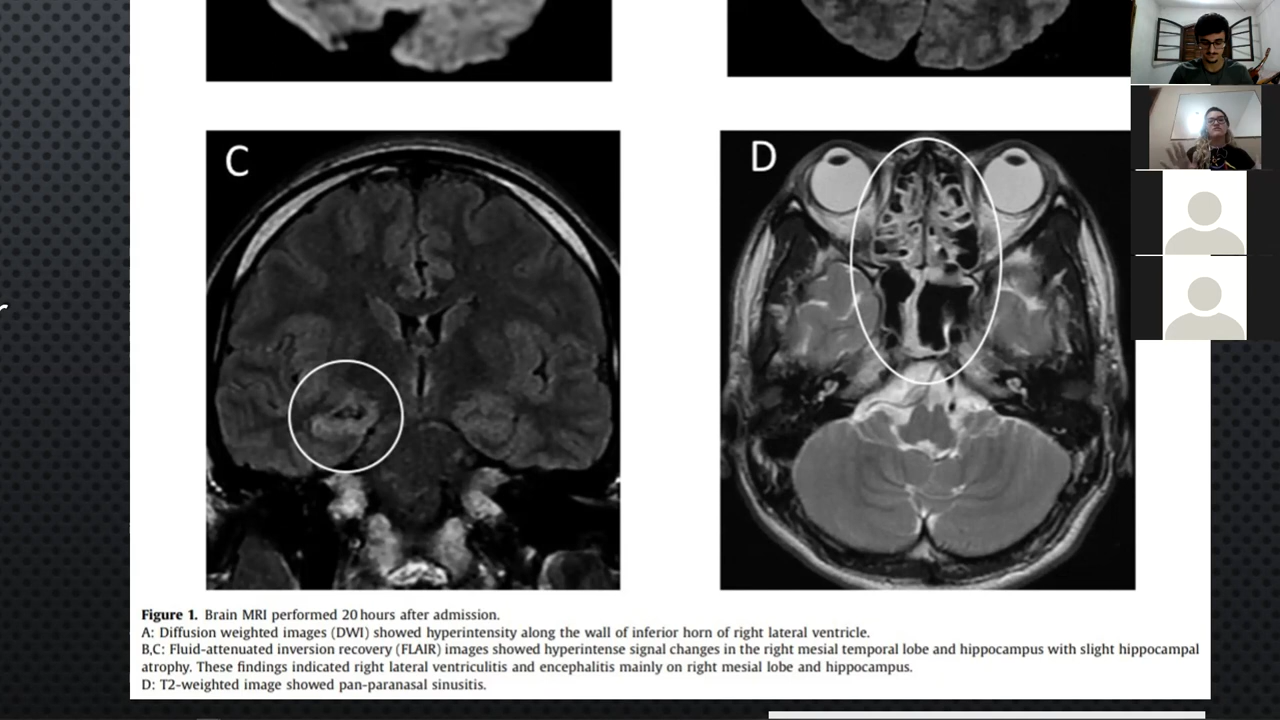 C
D
Figure 1. Brain MRI performed 20 hours after admission.
A: Diffusion weighted images (DWI) showed hyperintensity along the wall of inferior horn of right lateral ventricle.
B,C: Fluid-attenuated inversion recovery (FLAIR) images showed hyperintense signal changes in the right mesial temporal lobe and hippocampus with slight hippocampal
atrophy. These findings indicated right lateral ventriculitis and encephalitis mainly on right mesial lobe and hippocampus.
D: T2-weighted image showed pan-paranasal sinusitis.